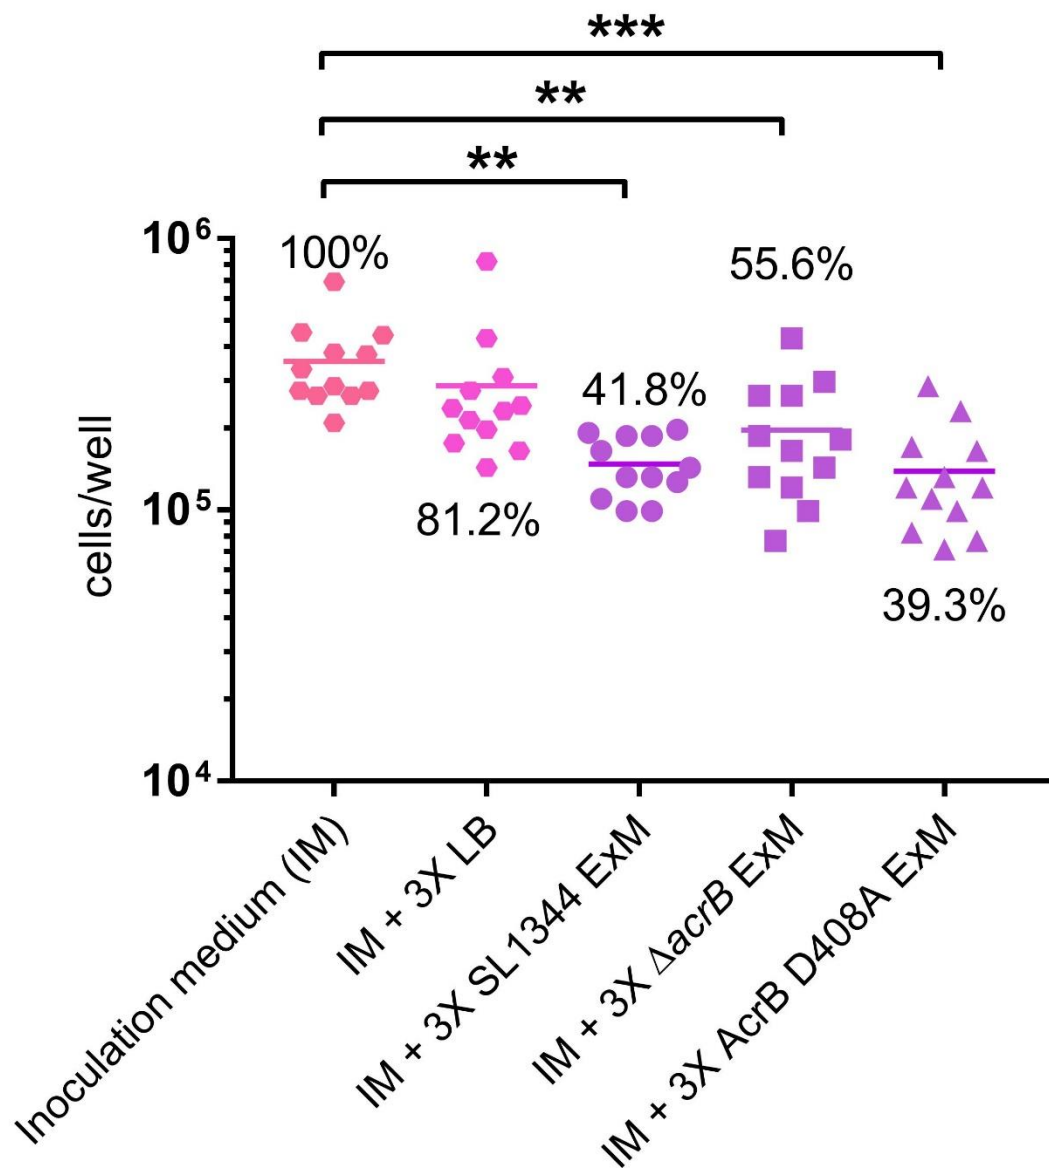 ***
**
**
10⁶
100%
55.6%
41.8%
81.2%
10⁵
39.3%
10⁴
cells/well
Inoculation medium (IM)
IM + 3X LB
IM + 3X SL1344 ExM
IM + 3X ΔacrB ExM
IM + 3X AcrB D408A ExM